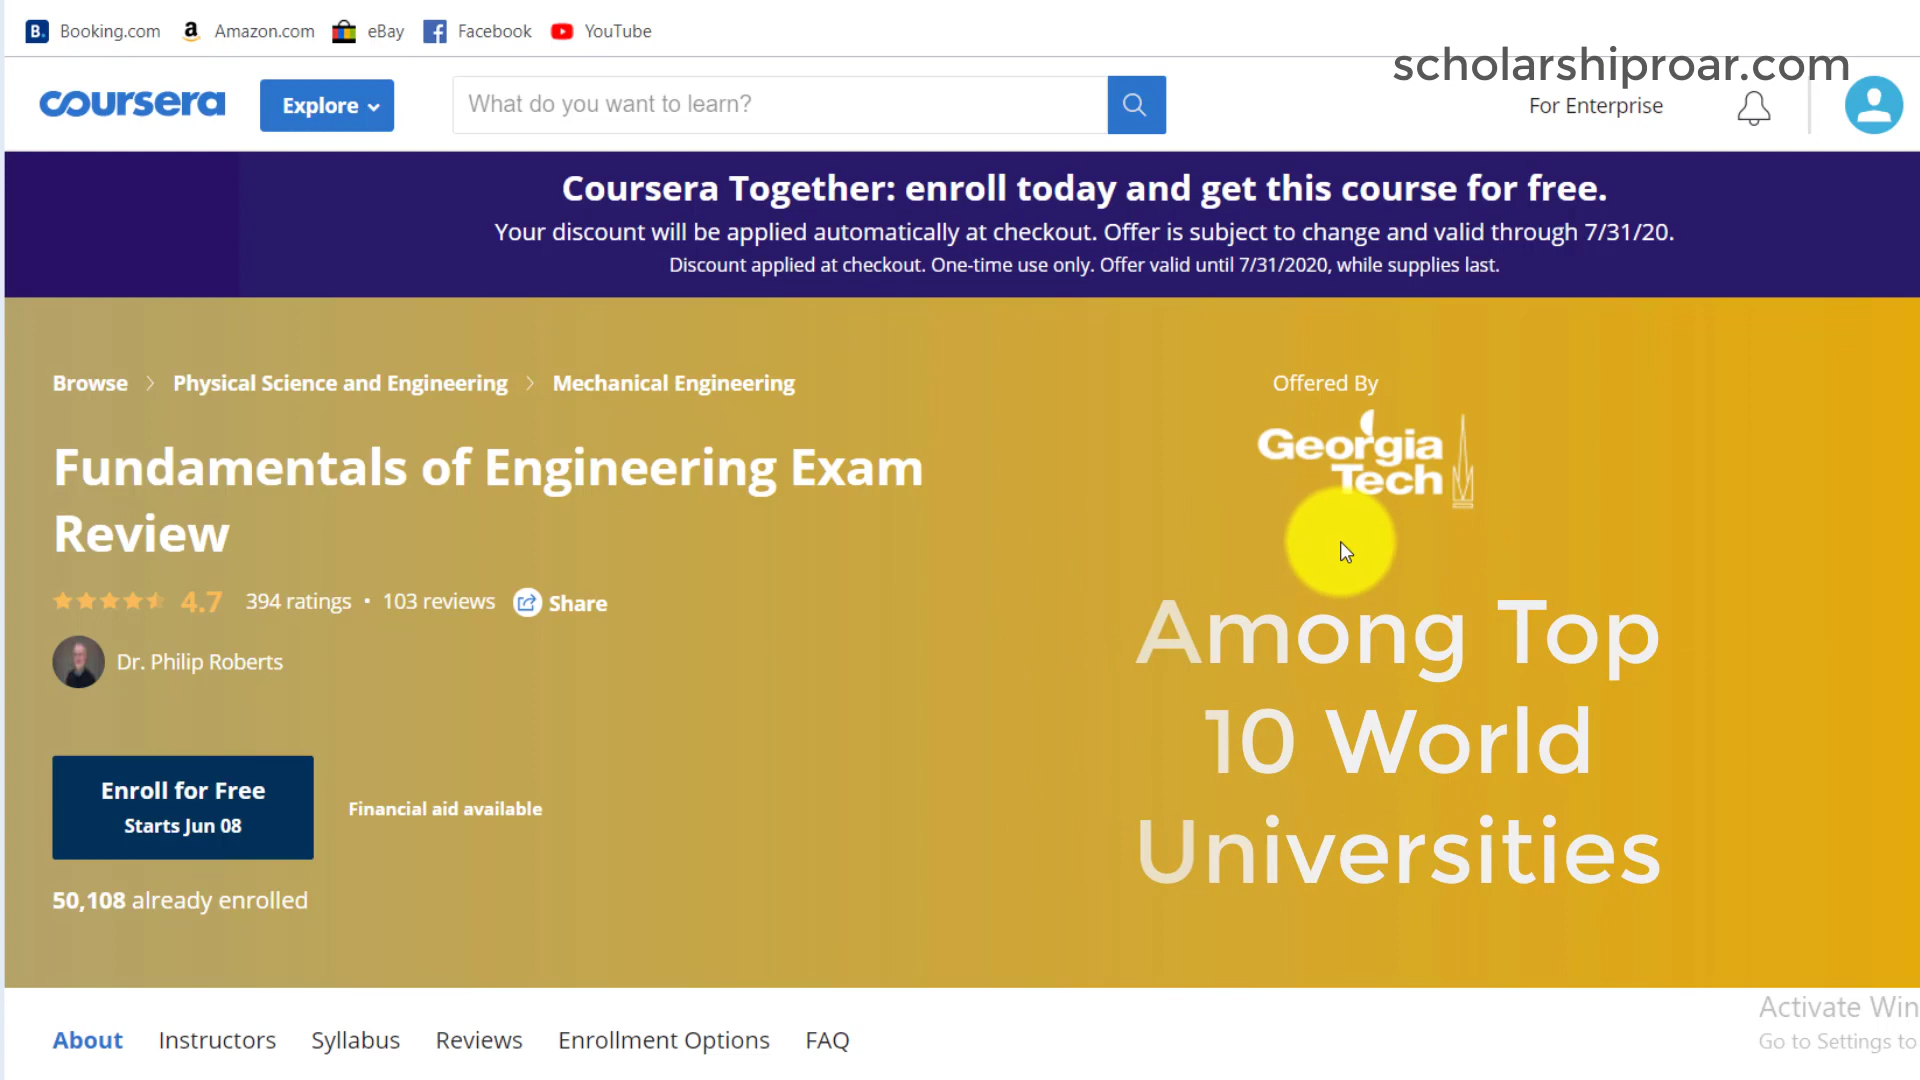 Booking.com Amazon.com eBay Facebook YouTube
scholarshiproar.com
coursera Explore What do you want to learn? For Enterprise
Coursera Together: enroll today and get this course for free.
Your discount will be applied automatically at checkout. Offer is subject to change and valid through 7/31/20.
Discount applied at checkout. One-time use only. Offer valid until 7/31/2020, while supplies last.
Browse Physical Science and Engineering Mechanical Engineering
Offered By
Georgia
Tech
Fundamentals of Engineering Exam
Review
4.7 394 ratings • 103 reviews Share
Dr. Philip Roberts
Among Top
10 World
Universities
Enroll for Free
Starts Jun 08
Financial aid available
50,108 already enrolled
About Instructors Syllabus Reviews Enrollment Options FAQ
Activate Win
Go to Settings to